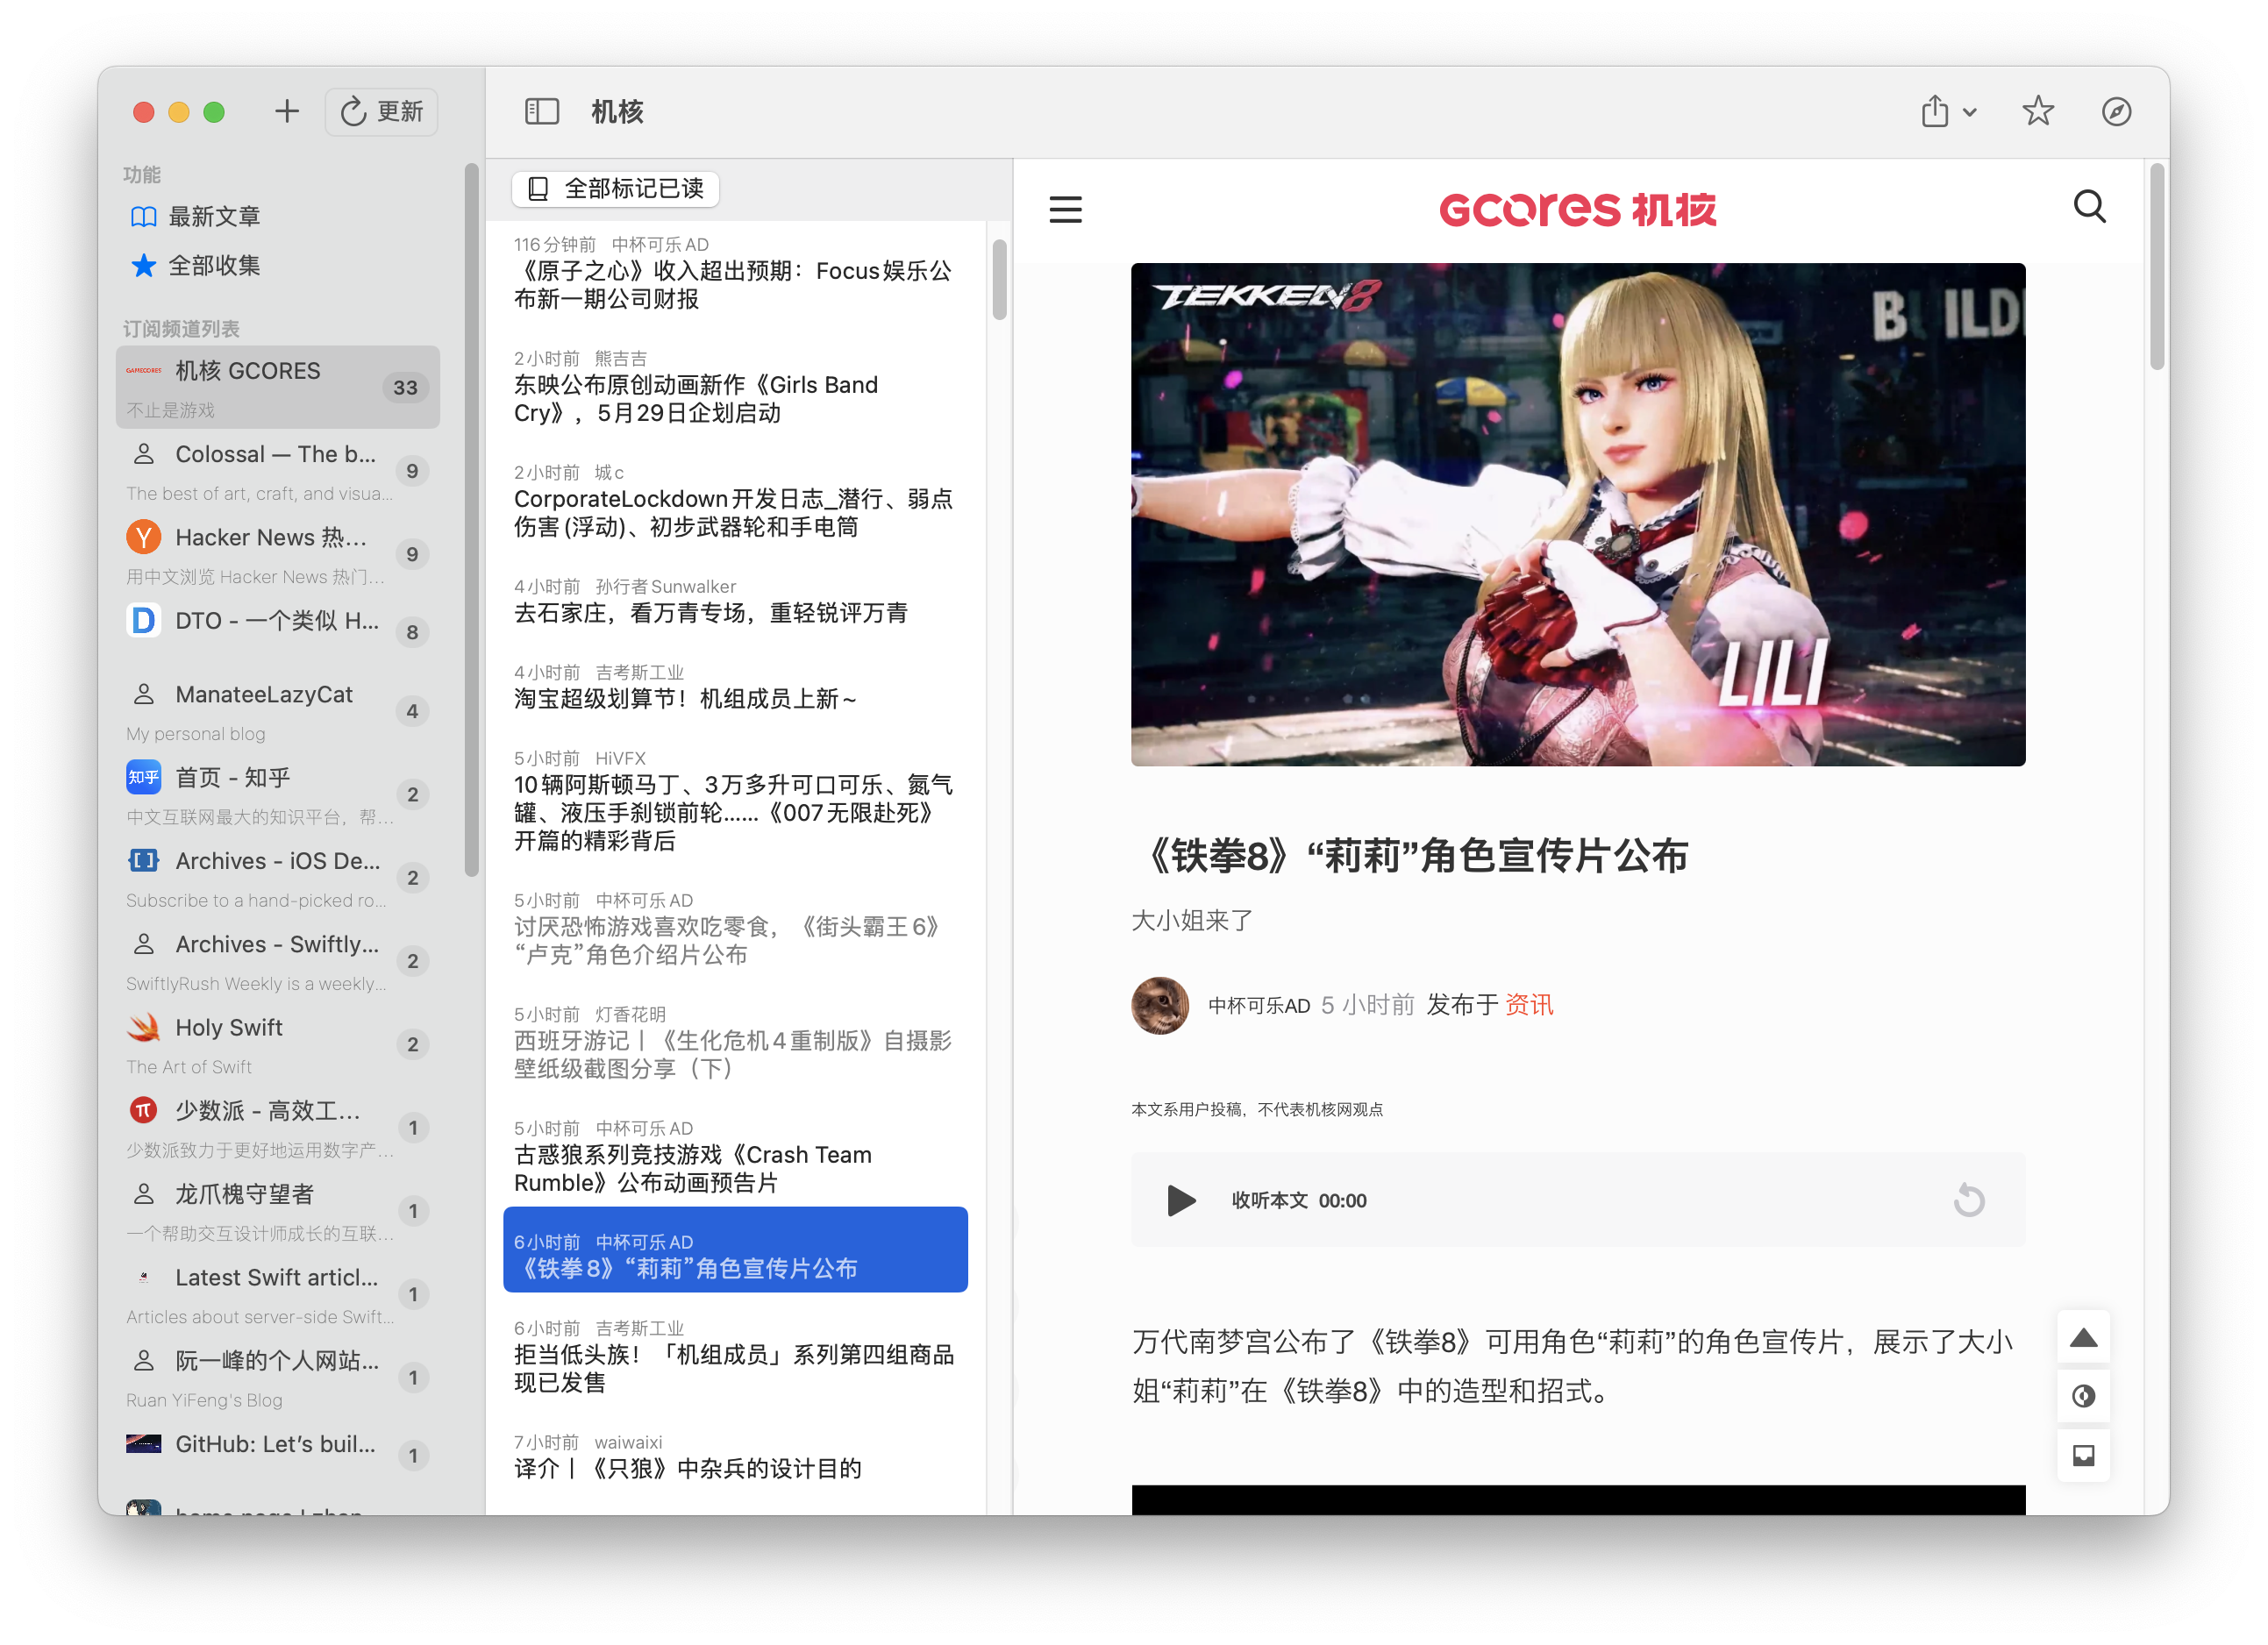 更新
机核
功能
最新文章
全部收集
订阅频道列表
GAMECORES
机核 GCORES
33
不止是游戏
Colossal — The b...
9
The best of art, craft, and visua...
Y
Hacker News 热...
9
用中文浏览 Hacker News 热门...
D
DTO - 一个类似 H...
8
ManateeLazyCat
4
My personal blog
知乎
首页 - 知乎
2
中文互联网最大的知识平台，帮...
Archives - iOS De...
2
Subscribe to a hand-picked ro...
Archives - Swiftly...
2
SwiftlyRush Weekly is a weekly...
Holy Swift
2
The Art of Swift
π
少数派 - 高效工...
1
少数派致力于更好地运用数字产...
龙爪槐守望者
1
一个帮助交互设计师成长的互联...
Latest Swift articl...
1
Articles about server-side Swift...
阮一峰的个人网站...
1
Ruan YiFeng's Blog
GitHub: Let's buil...
1
全部标记已读
116分钟前 中杯可乐AD
《原子之心》收入超出预期：Focus娱乐公
布新一期公司财报
2小时前 熊吉吉
东映公布原创动画新作《Girls Band
Cry》，5月29日企划启动
2小时前 城c
CorporateLockdown开发日志_潜行、弱点
伤害(浮动)、初步武器轮和手电筒
4小时前 孙行者Sunwalker
去石家庄，看万青专场，重轻锐评万青
4小时前 吉考斯工业
淘宝超级划算节！机组成员上新~
5小时前 HiVFX
10辆阿斯顿马丁、3万多升可口可乐、氮气
罐、液压手刹锁前轮……《007无限赴死》
开篇的精彩背后
5小时前 中杯可乐AD
讨厌恐怖游戏喜欢吃零食，《街头霸王6》
“卢克”角色介绍片公布
5小时前 灯香花明
西班牙游记丨《生化危机4重制版》自摄影
壁纸级截图分享（下）
5小时前 中杯可乐AD
古惑狼系列竞技游戏《Crash Team
Rumble》公布动画预告片
6小时前 中杯可乐AD
《铁拳8》“莉莉”角色宣传片公布
6小时前 吉考斯工业
拒当低头族！「机组成员」系列第四组商品
现已发售
7小时前 waiwaixi
译介丨《只狼》中杂兵的设计目的
GCORES 机核
TEKKEN8
B ILD
LILI
《铁拳8》“莉莉”角色宣传片公布
大小姐来了
中杯可乐AD 5 小时前 发布于 资讯
本文系用户投稿，不代表机核网观点
收听本文 00:00
万代南梦宫公布了《铁拳8》可用角色“莉莉”的角色宣传片，展示了大小
姐“莉莉”在《铁拳8》中的造型和招式。